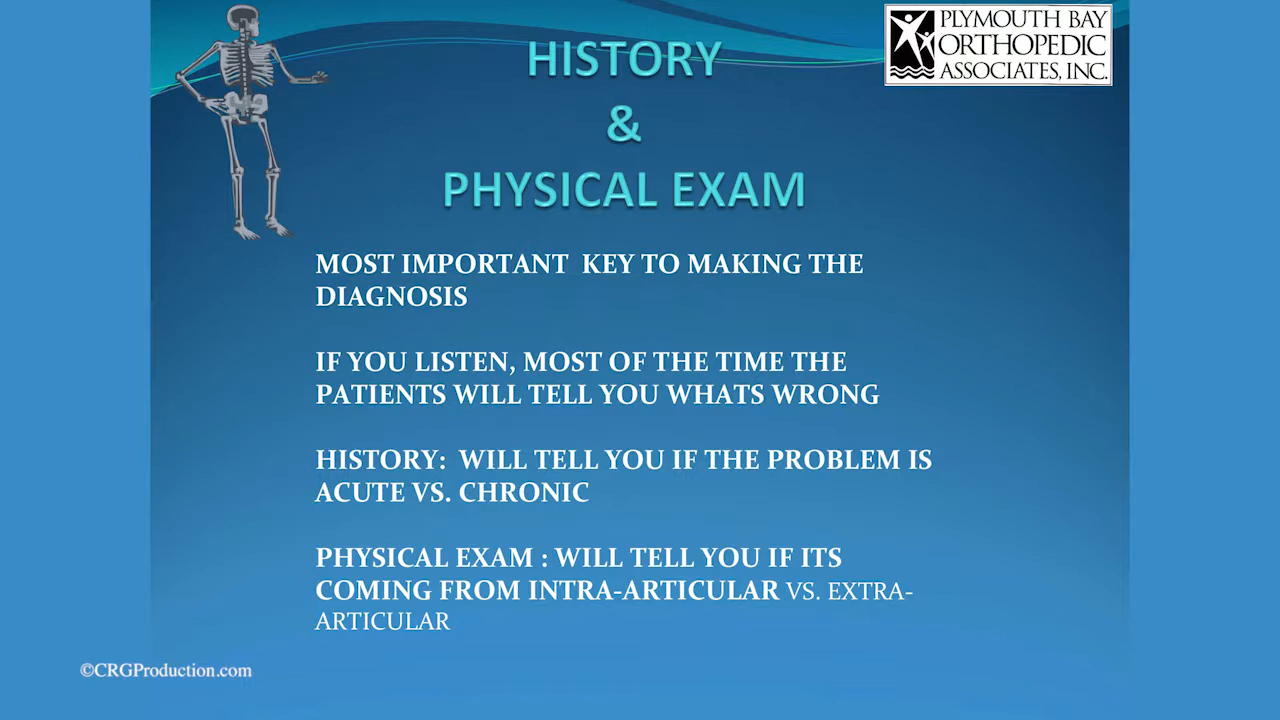 PLYMOUTH BAY
ORTHOPEDIC
ASSOCIATES, INC.
HISTORY
&
PHYSICAL EXAM
MOST IMPORTANT  KEY TO MAKING THE
DIAGNOSIS
IF YOU LISTEN, MOST OF THE TIME THE
PATIENTS WILL TELL YOU WHATS WRONG
HISTORY:  WILL TELL YOU IF THE PROBLEM IS
ACUTE VS. CHRONIC
PHYSICAL EXAM : WILL TELL YOU IF ITS
COMING FROM INTRA-ARTICULAR VS. EXTRA-
ARTICULAR
©CRGProduction.com